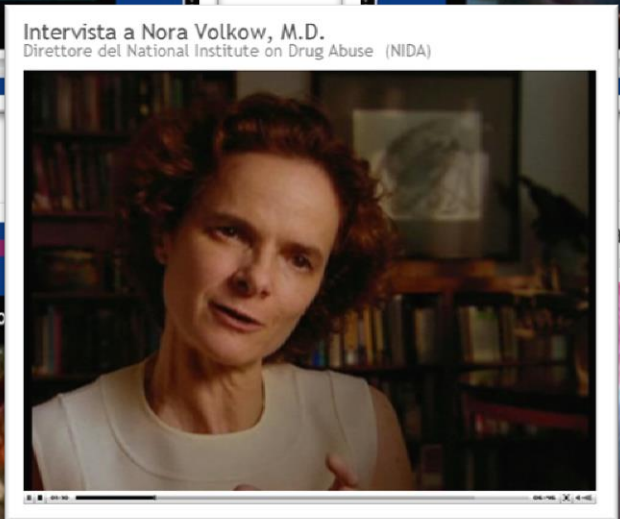 Intervista a Nora Volkow, M.D.
Direttore del National Institute on Drug Abuse (NIDA)